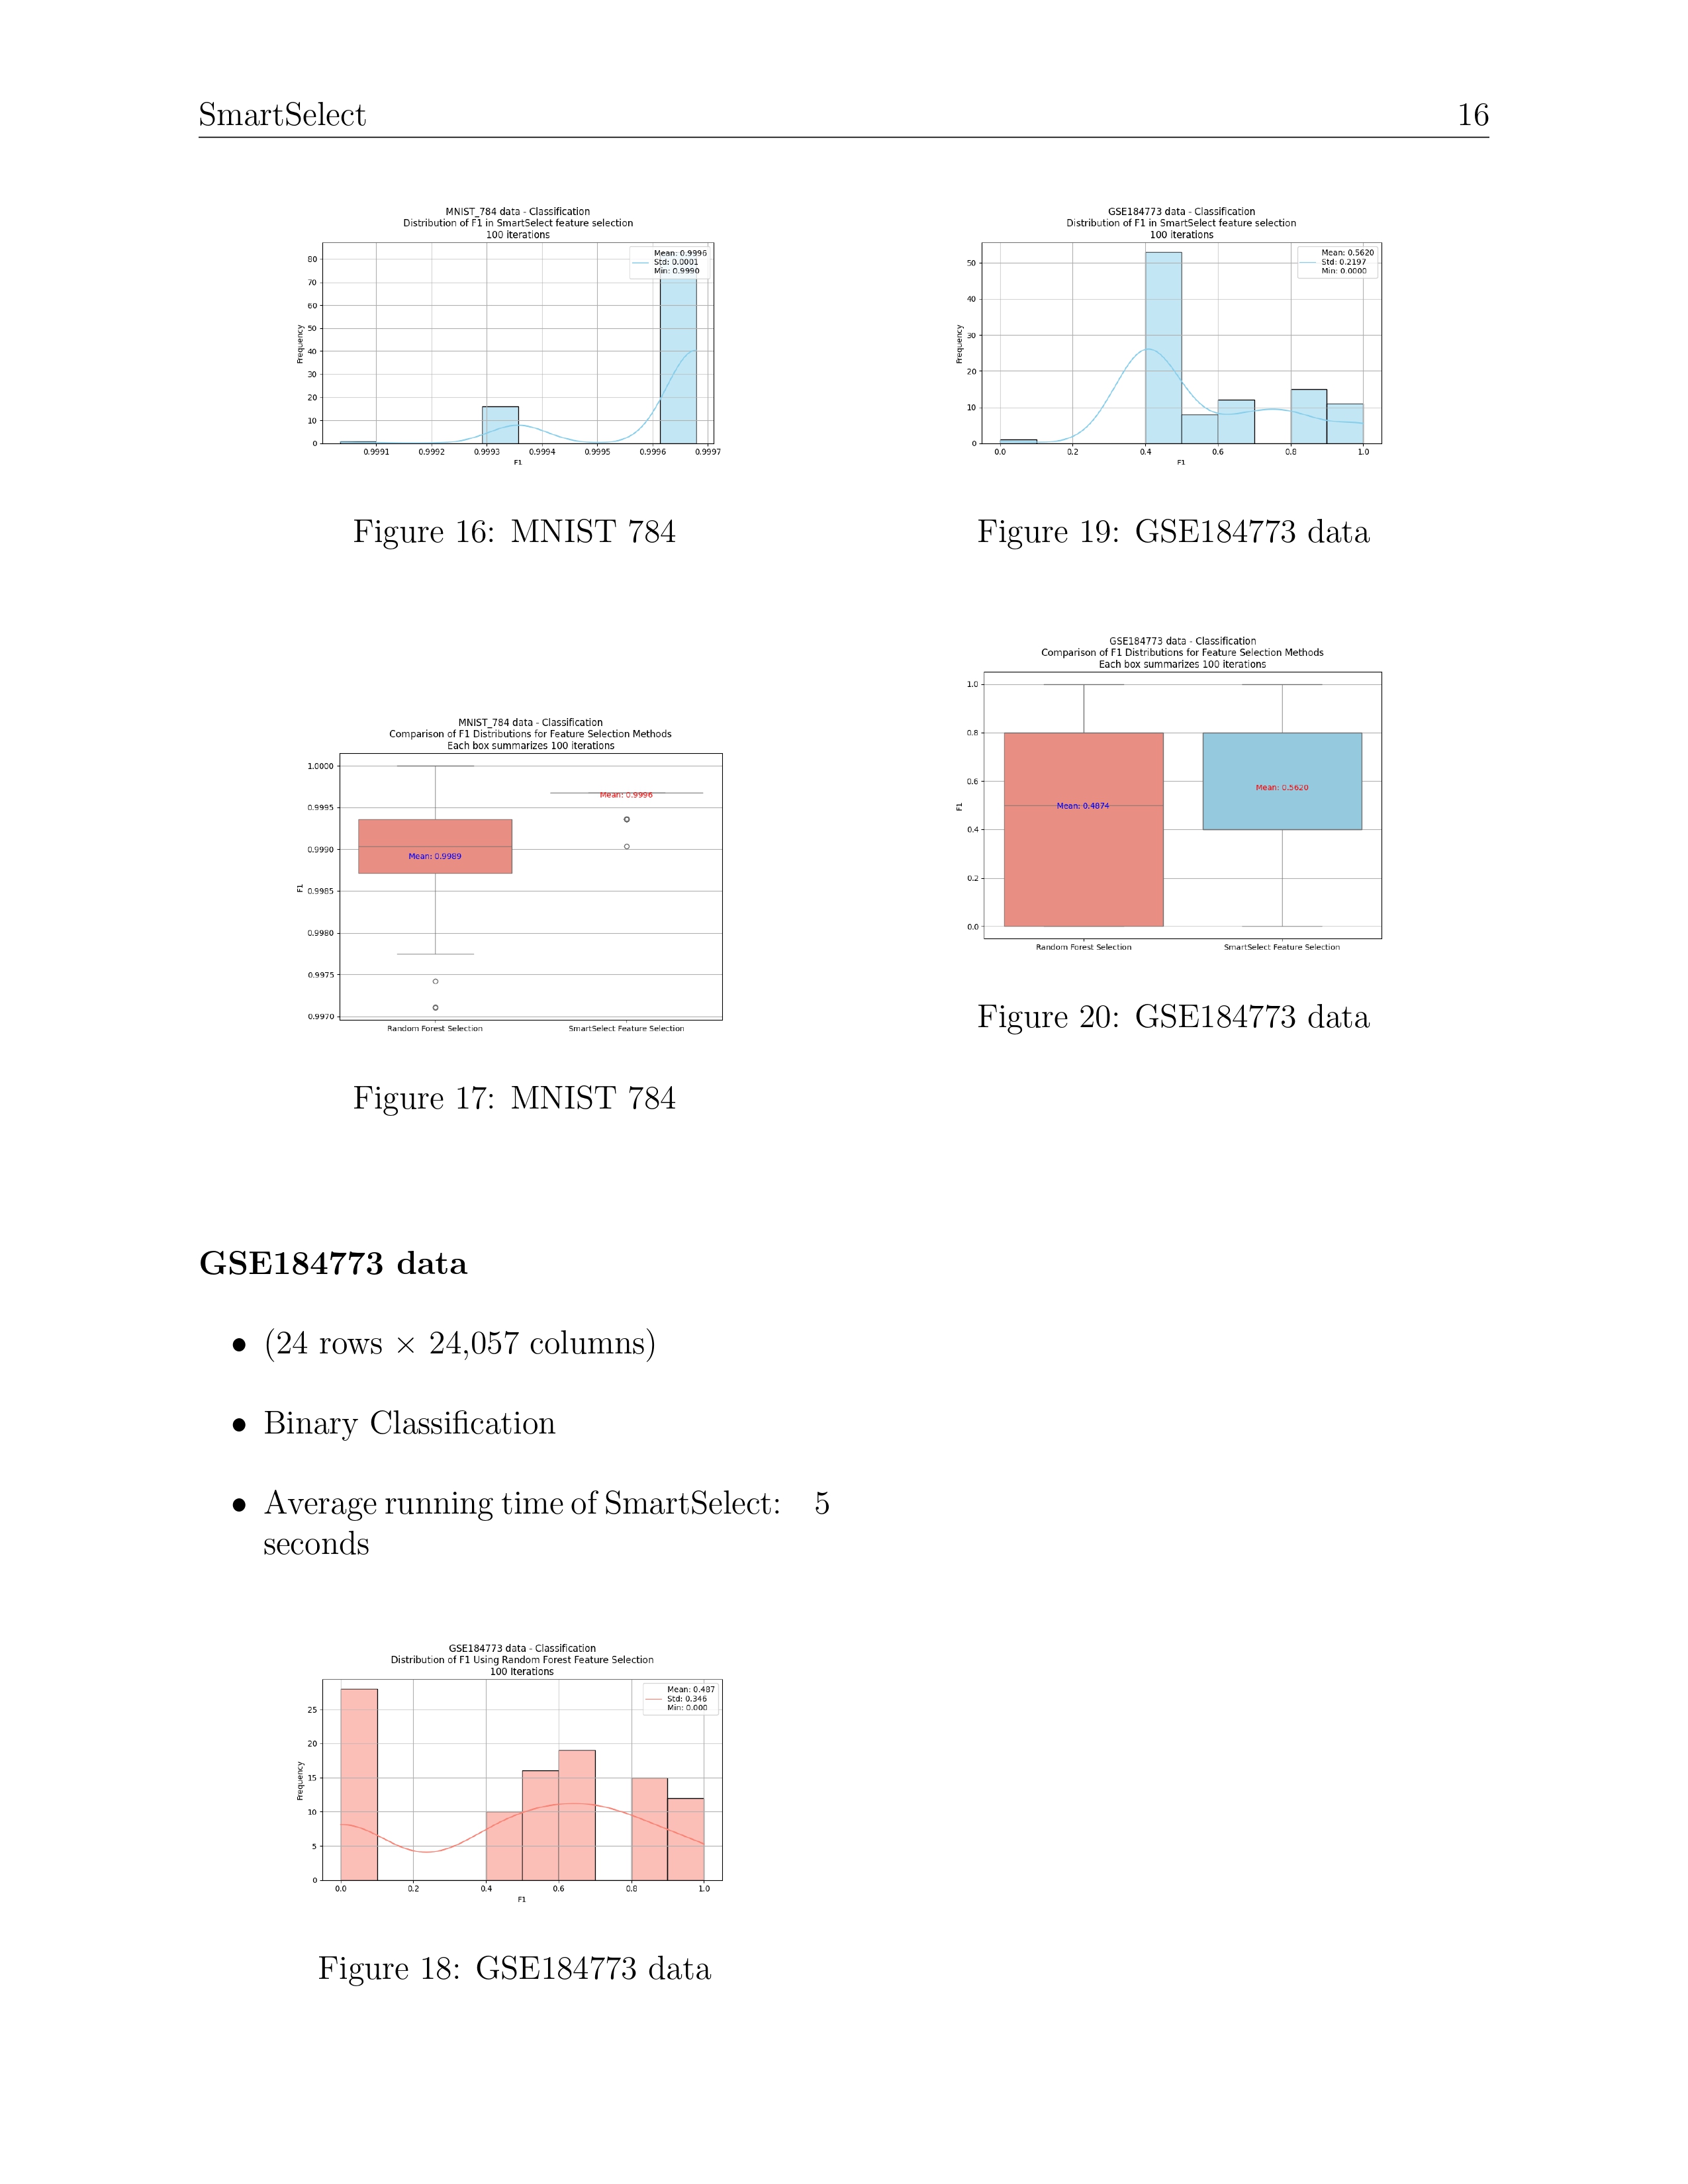 SmartSelect 16
MNIST_784 data - Classification
Distribution of F1 in SmartSelect feature selection
100 iterations
Mean: 0.9996
Std: 0.0001
Min: 0.9990
Frequency
80
70
60
50
40
30
20
10
0
0.9991 0.9992 0.9993 0.9994 0.9995 0.9996 0.9997
F1
Figure 16: MNIST 784
MNIST_784 data - Classification
Comparison of F1 Distributions for Feature Selection Methods
Each box summarizes 100 iterations
F1
1.0000
0.9995
0.9990
0.9985
0.9980
0.9975
0.9970
Mean: 0.9989
Mean: 0.9996
Random Forest Selection SmartSelect Feature Selection
Figure 17: MNIST 784
GSE184773 data
• (24 rows × 24,057 columns)
• Binary Classification
• Average running time of SmartSelect: 5
seconds
GSE184773 data - Classification
Distribution of F1 Using Random Forest Feature Selection
100 Iterations
Mean: 0.487
Std: 0.346
Min: 0.000
Frequency
25
20
15
10
5
0
0.0 0.2 0.4 0.6 0.8 1.0
F1
Figure 18: GSE184773 data
GSE184773 data - Classification
Distribution of F1 in SmartSelect feature selection
100 iterations
Mean: 0.5620
Std: 0.2197
Min: 0.0000
Frequency
50
40
30
20
10
0
0.0 0.2 0.4 0.6 0.8 1.0
F1
Figure 19: GSE184773 data
GSE184773 data - Classification
Comparison of F1 Distributions for Feature Selection Methods
Each box summarizes 100 iterations
F1
1.0
0.8
0.6
0.4
0.2
0.0
Mean: 0.4874
Mean: 0.5620
Random Forest Selection SmartSelect Feature Selection
Figure 20: GSE184773 data